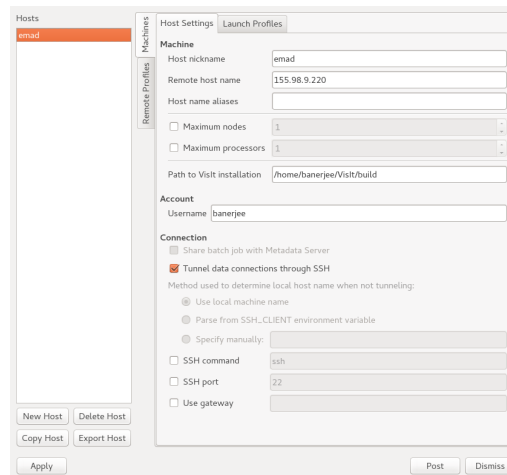 Hosts
emad
New Host
Delete Host
Copy Host
Export Host
Machines
Remote Profiles
Host Settings
Launch Profiles
Machine
Host nickname
emad
Remote host name
155.98.9.220
Host name aliases
Maximum nodes
1
Maximum processors
1
Path to VisIt installation
/home/banerjee/VisIt/build
Account
Username
banerjee
Connection
Share batch job with Metadata Server
Tunnel data connections through SSH
Method used to determine local host name when not tunneling:
Use local machine name
Parse from SSH_CLIENT environment variable
Specify manually:
SSH command
ssh
SSH port
22
Use gateway
Apply
Post
Dismiss